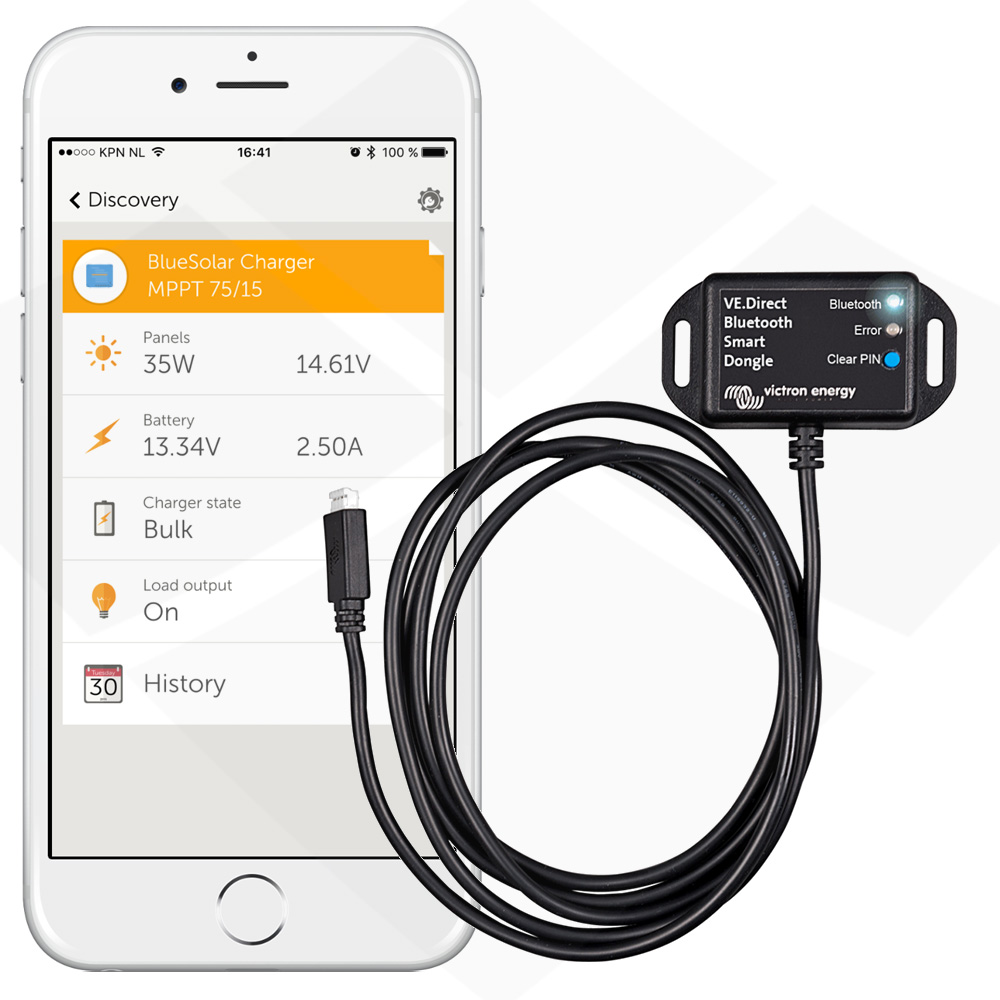 KPN NL
16:41
100 %
Discovery
BlueSolar Charger
MPPT 75/15
Panels
35W 14.61V
Battery
13.34V 2.50A
Charger state
Bulk
Load output
On
Tuesday
30
History
VE.Direct
Bluetooth
Smart
Dongle
Bluetooth
Error
Clear PIN
victron energy